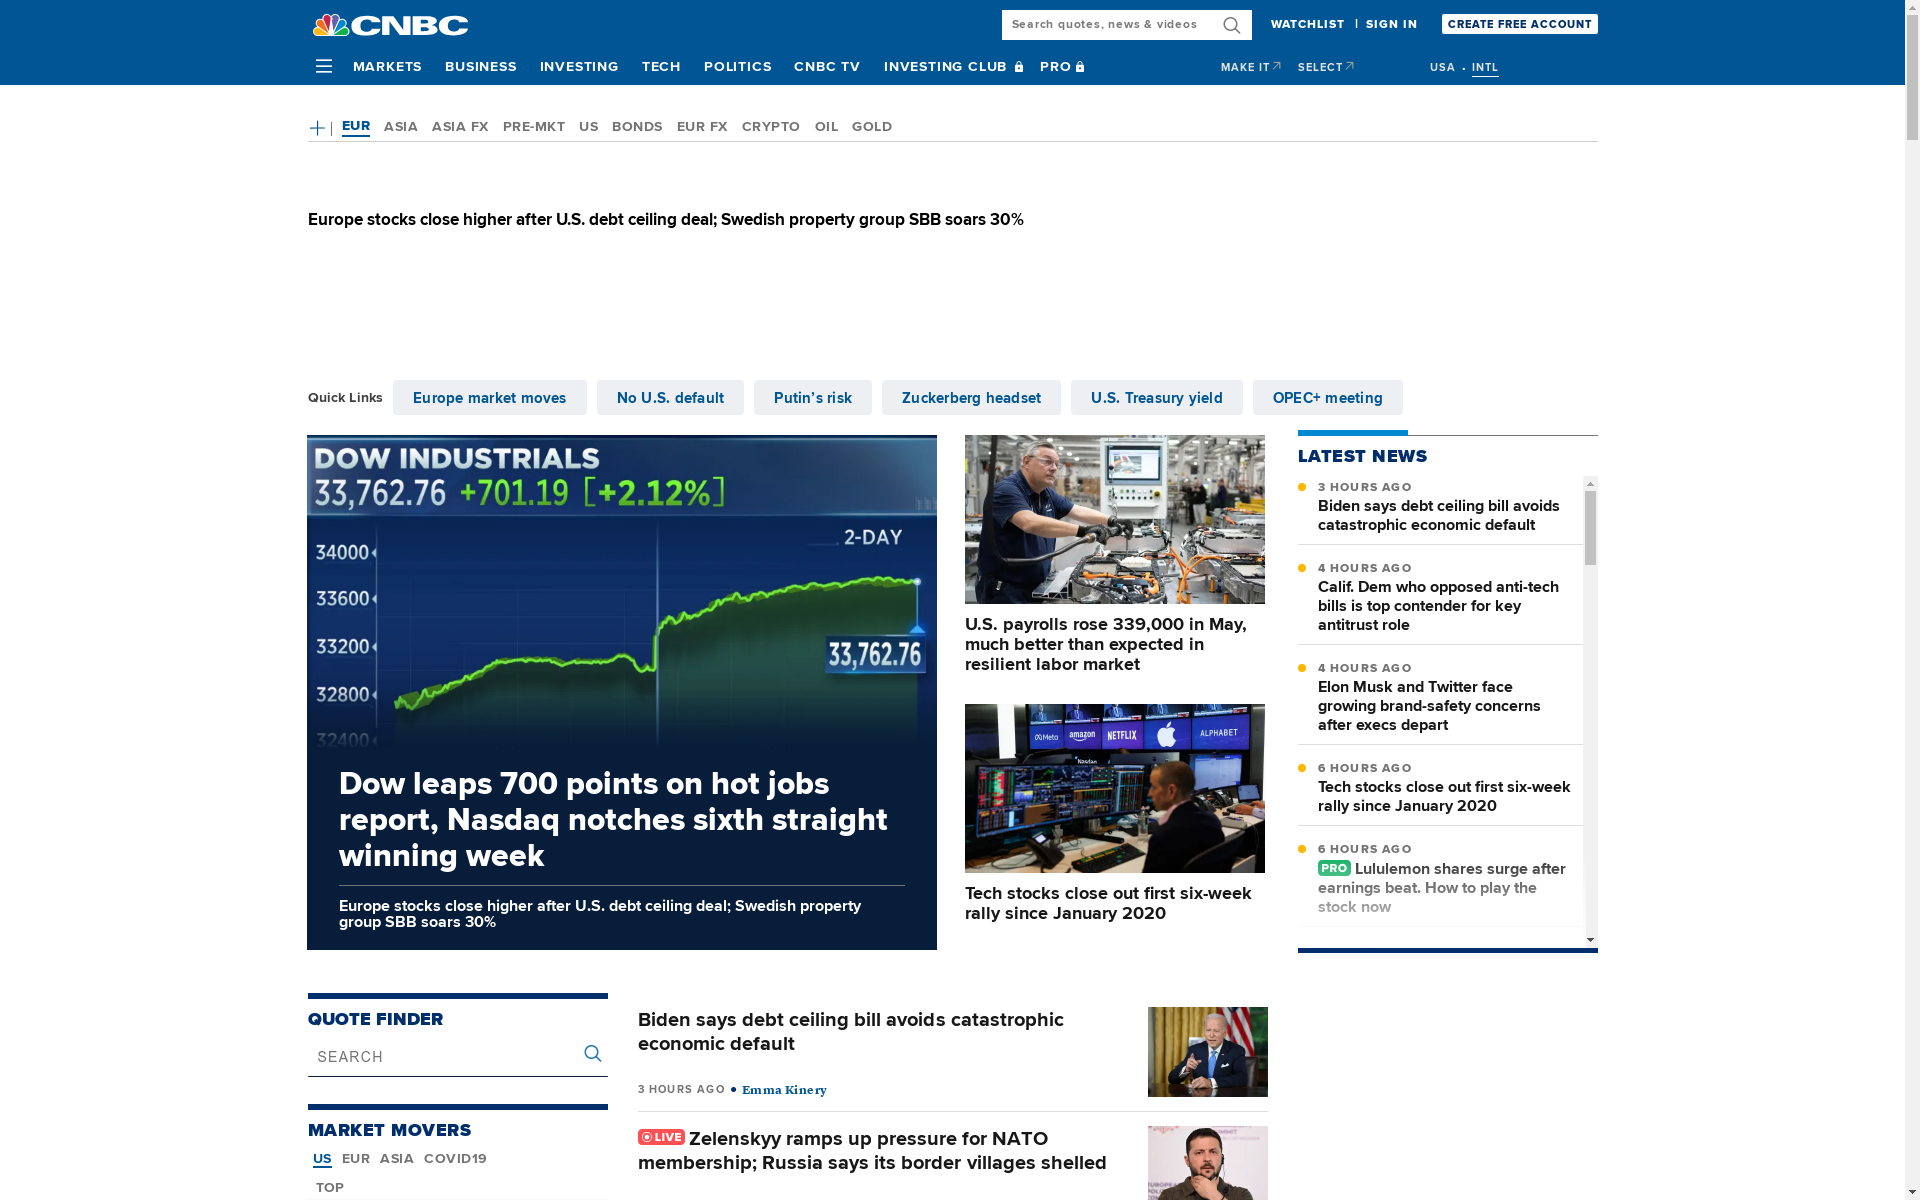 CNBC
Search quotes, news & videos
WATCHLIST | SIGN IN
CREATE FREE ACCOUNT
MARKETS BUSINESS INVESTING TECH POLITICS CNBC TV INVESTING CLUB PRO
MAKE IT SELECT
USA • INTL
EUR ASIA ASIA FX PRE-MKT US BONDS EUR FX CRYPTO OIL GOLD
Europe stocks close higher after U.S. debt ceiling deal; Swedish property group SBB soars 30%
Quick Links Europe market moves No U.S. default Putin's risk Zuckerberg headset U.S. Treasury yield OPEC+ meeting
DOW INDUSTRIALS
33,762.76 +701.19 [+2.12%]
2-DAY
34000
33600
33200
33,762.76
32800
32400
Dow leaps 700 points on hot jobs
report, Nasdaq notches sixth straight
winning week
Europe stocks close higher after U.S. debt ceiling deal; Swedish property
group SBB soars 30%
U.S. payrolls rose 339,000 in May,
much better than expected in
resilient labor market
Meta amazon NETFLIX ALPHABET
Nasdaq
Tech stocks close out first six-week
rally since January 2020
LATEST NEWS
3 HOURS AGO
Biden says debt ceiling bill avoids
catastrophic economic default
4 HOURS AGO
Calif. Dem who opposed anti-tech
bills is top contender for key
antitrust role
4 HOURS AGO
Elon Musk and Twitter face
growing brand-safety concerns
after execs depart
6 HOURS AGO
Tech stocks close out first six-week
rally since January 2020
6 HOURS AGO
PRO Lululemon shares surge after
earnings beat. How to play the
stock now
QUOTE FINDER
SEARCH
MARKET MOVERS
US EUR ASIA COVID19
TOP
Biden says debt ceiling bill avoids catastrophic
economic default
3 HOURS AGO • Emma Kinery
LIVE Zelenskyy ramps up pressure for NATO
membership; Russia says its border villages shelled